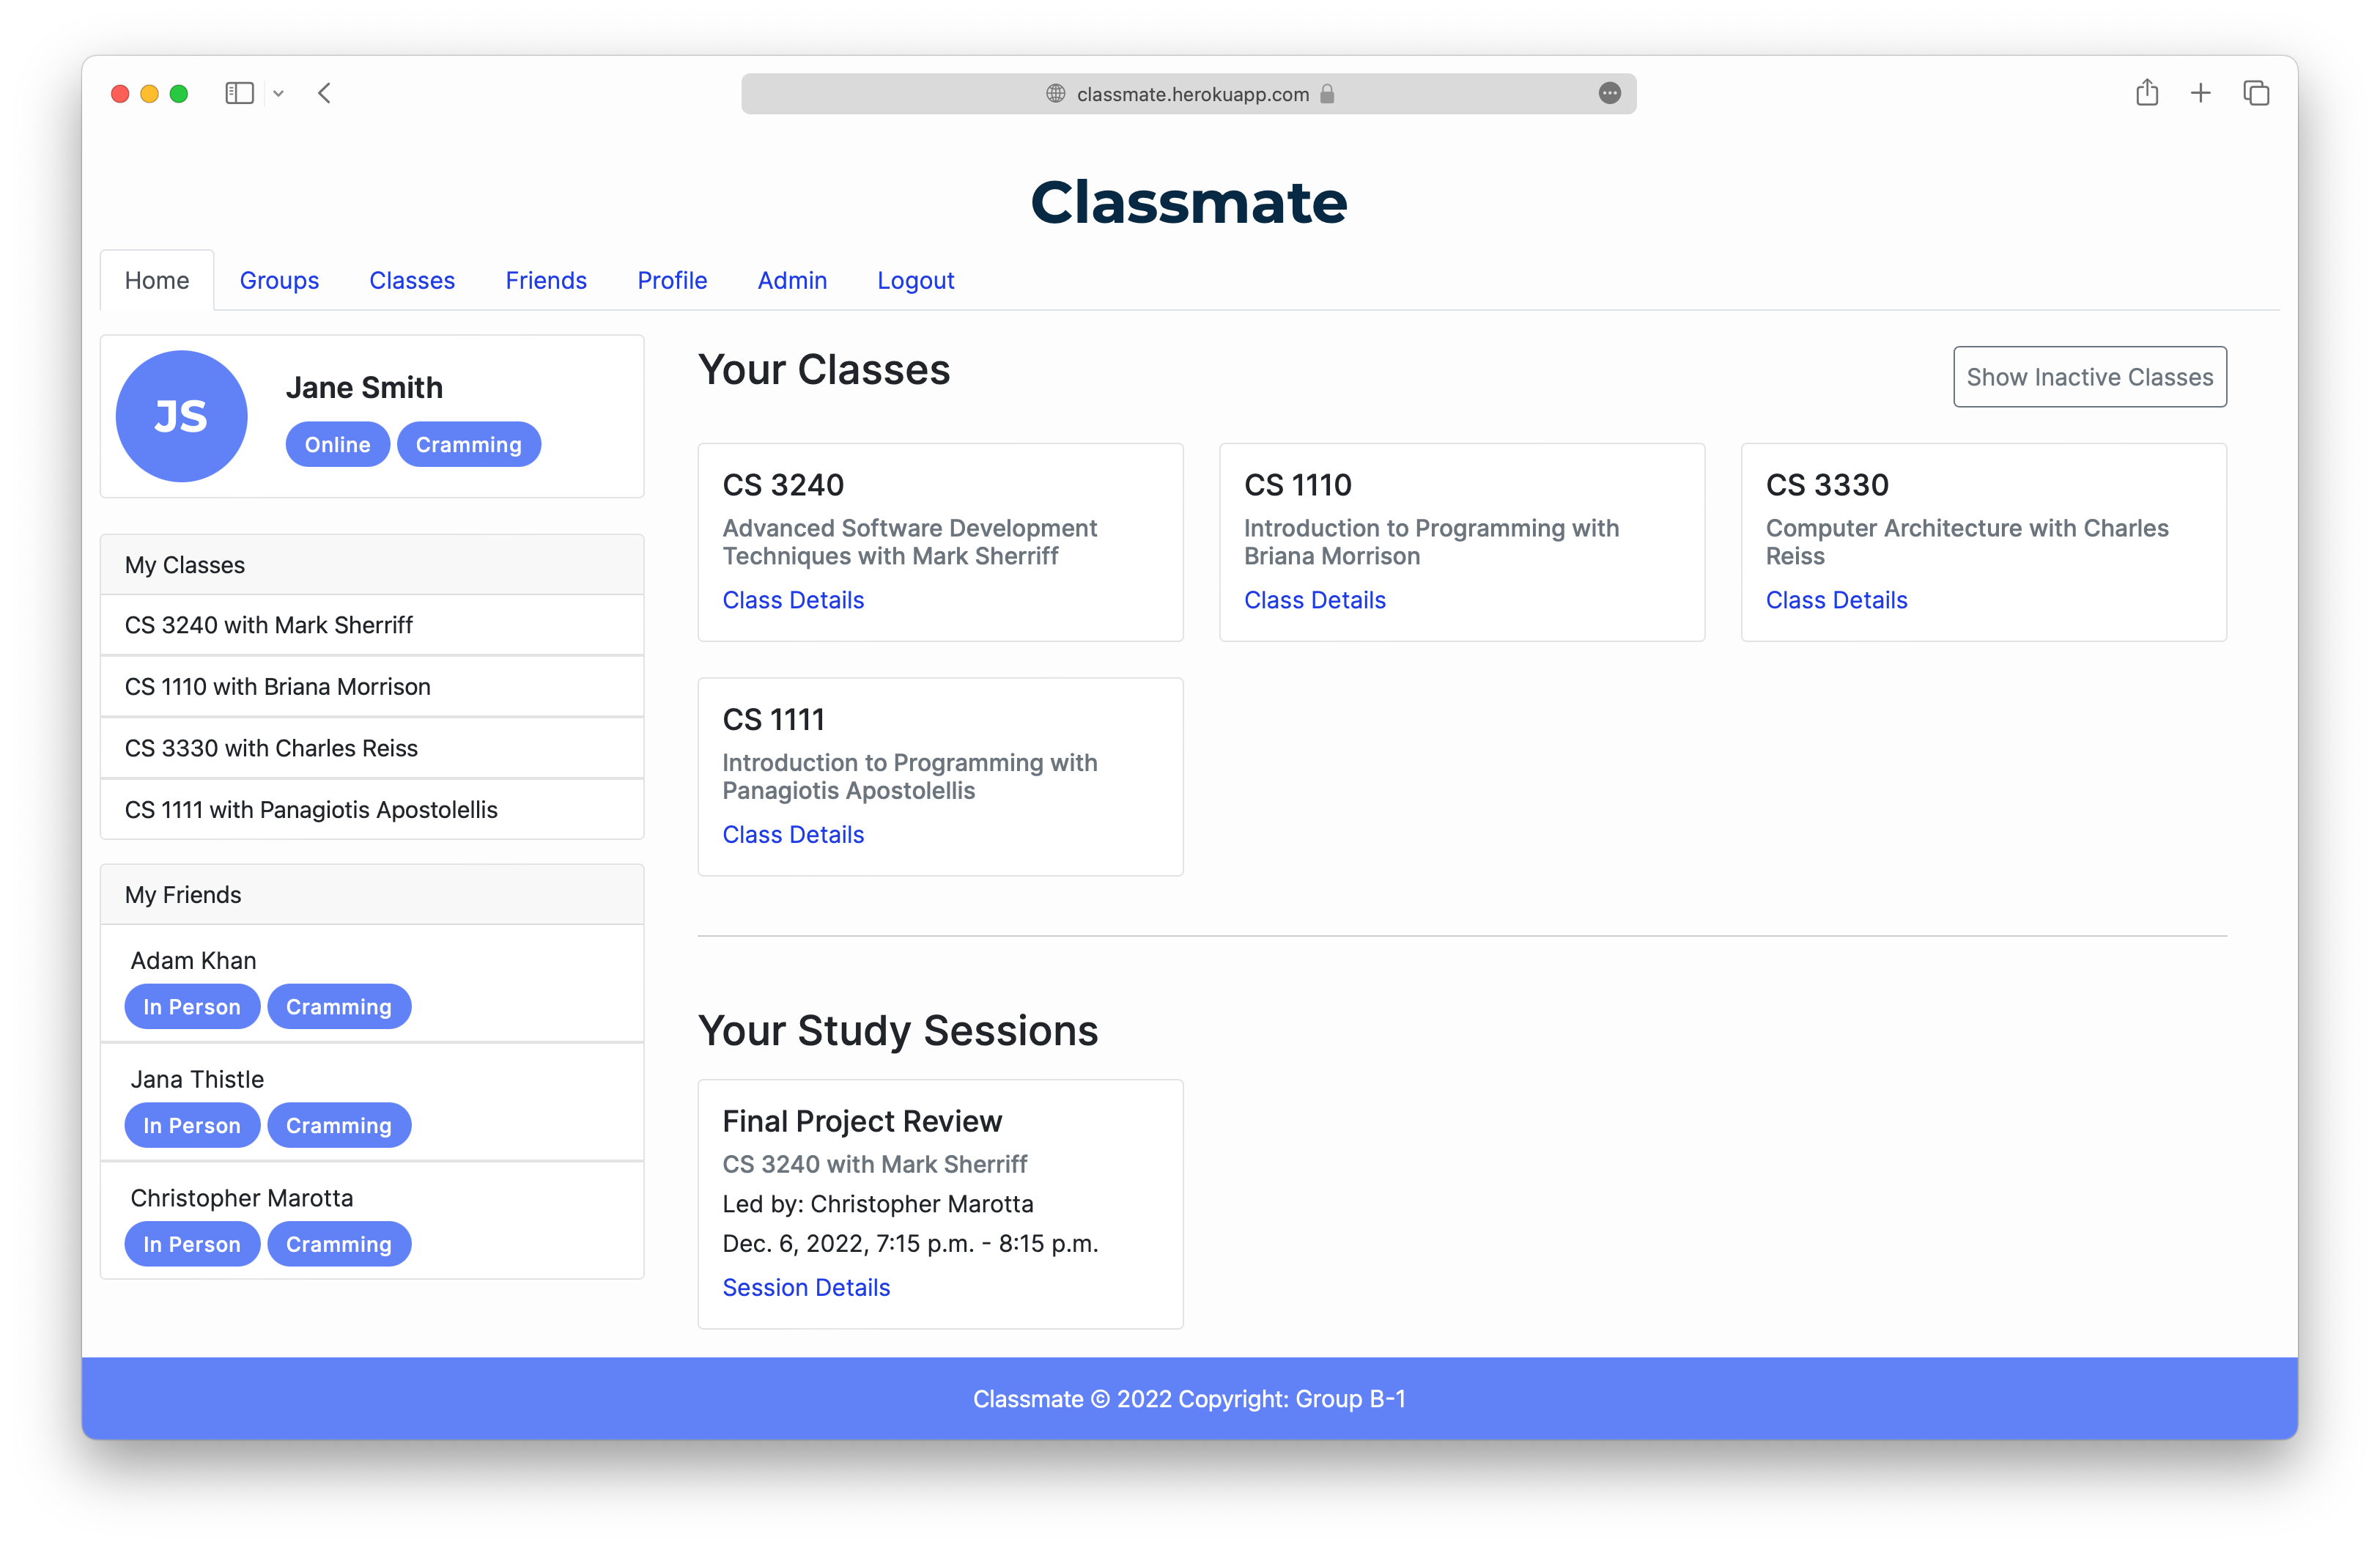 classmate.herokuapp.com
Classmate
Home Groups Classes Friends Profile Admin Logout
JS
Jane Smith
Online Cramming
My Classes
CS 3240 with Mark Sherriff
CS 1110 with Briana Morrison
CS 3330 with Charles Reiss
CS 1111 with Panagiotis Apostolellis
My Friends
Adam Khan
In Person Cramming
Jana Thistle
In Person Cramming
Christopher Marotta
In Person Cramming
Your Classes
Show Inactive Classes
CS 3240
Advanced Software Development
Techniques with Mark Sherriff
Class Details
CS 1110
Introduction to Programming with
Briana Morrison
Class Details
CS 3330
Computer Architecture with Charles
Reiss
Class Details
CS 1111
Introduction to Programming with
Panagiotis Apostolellis
Class Details
Your Study Sessions
Final Project Review
CS 3240 with Mark Sherriff
Led by: Christopher Marotta
Dec. 6, 2022, 7:15 p.m. - 8:15 p.m.
Session Details
Classmate © 2022 Copyright: Group B-1